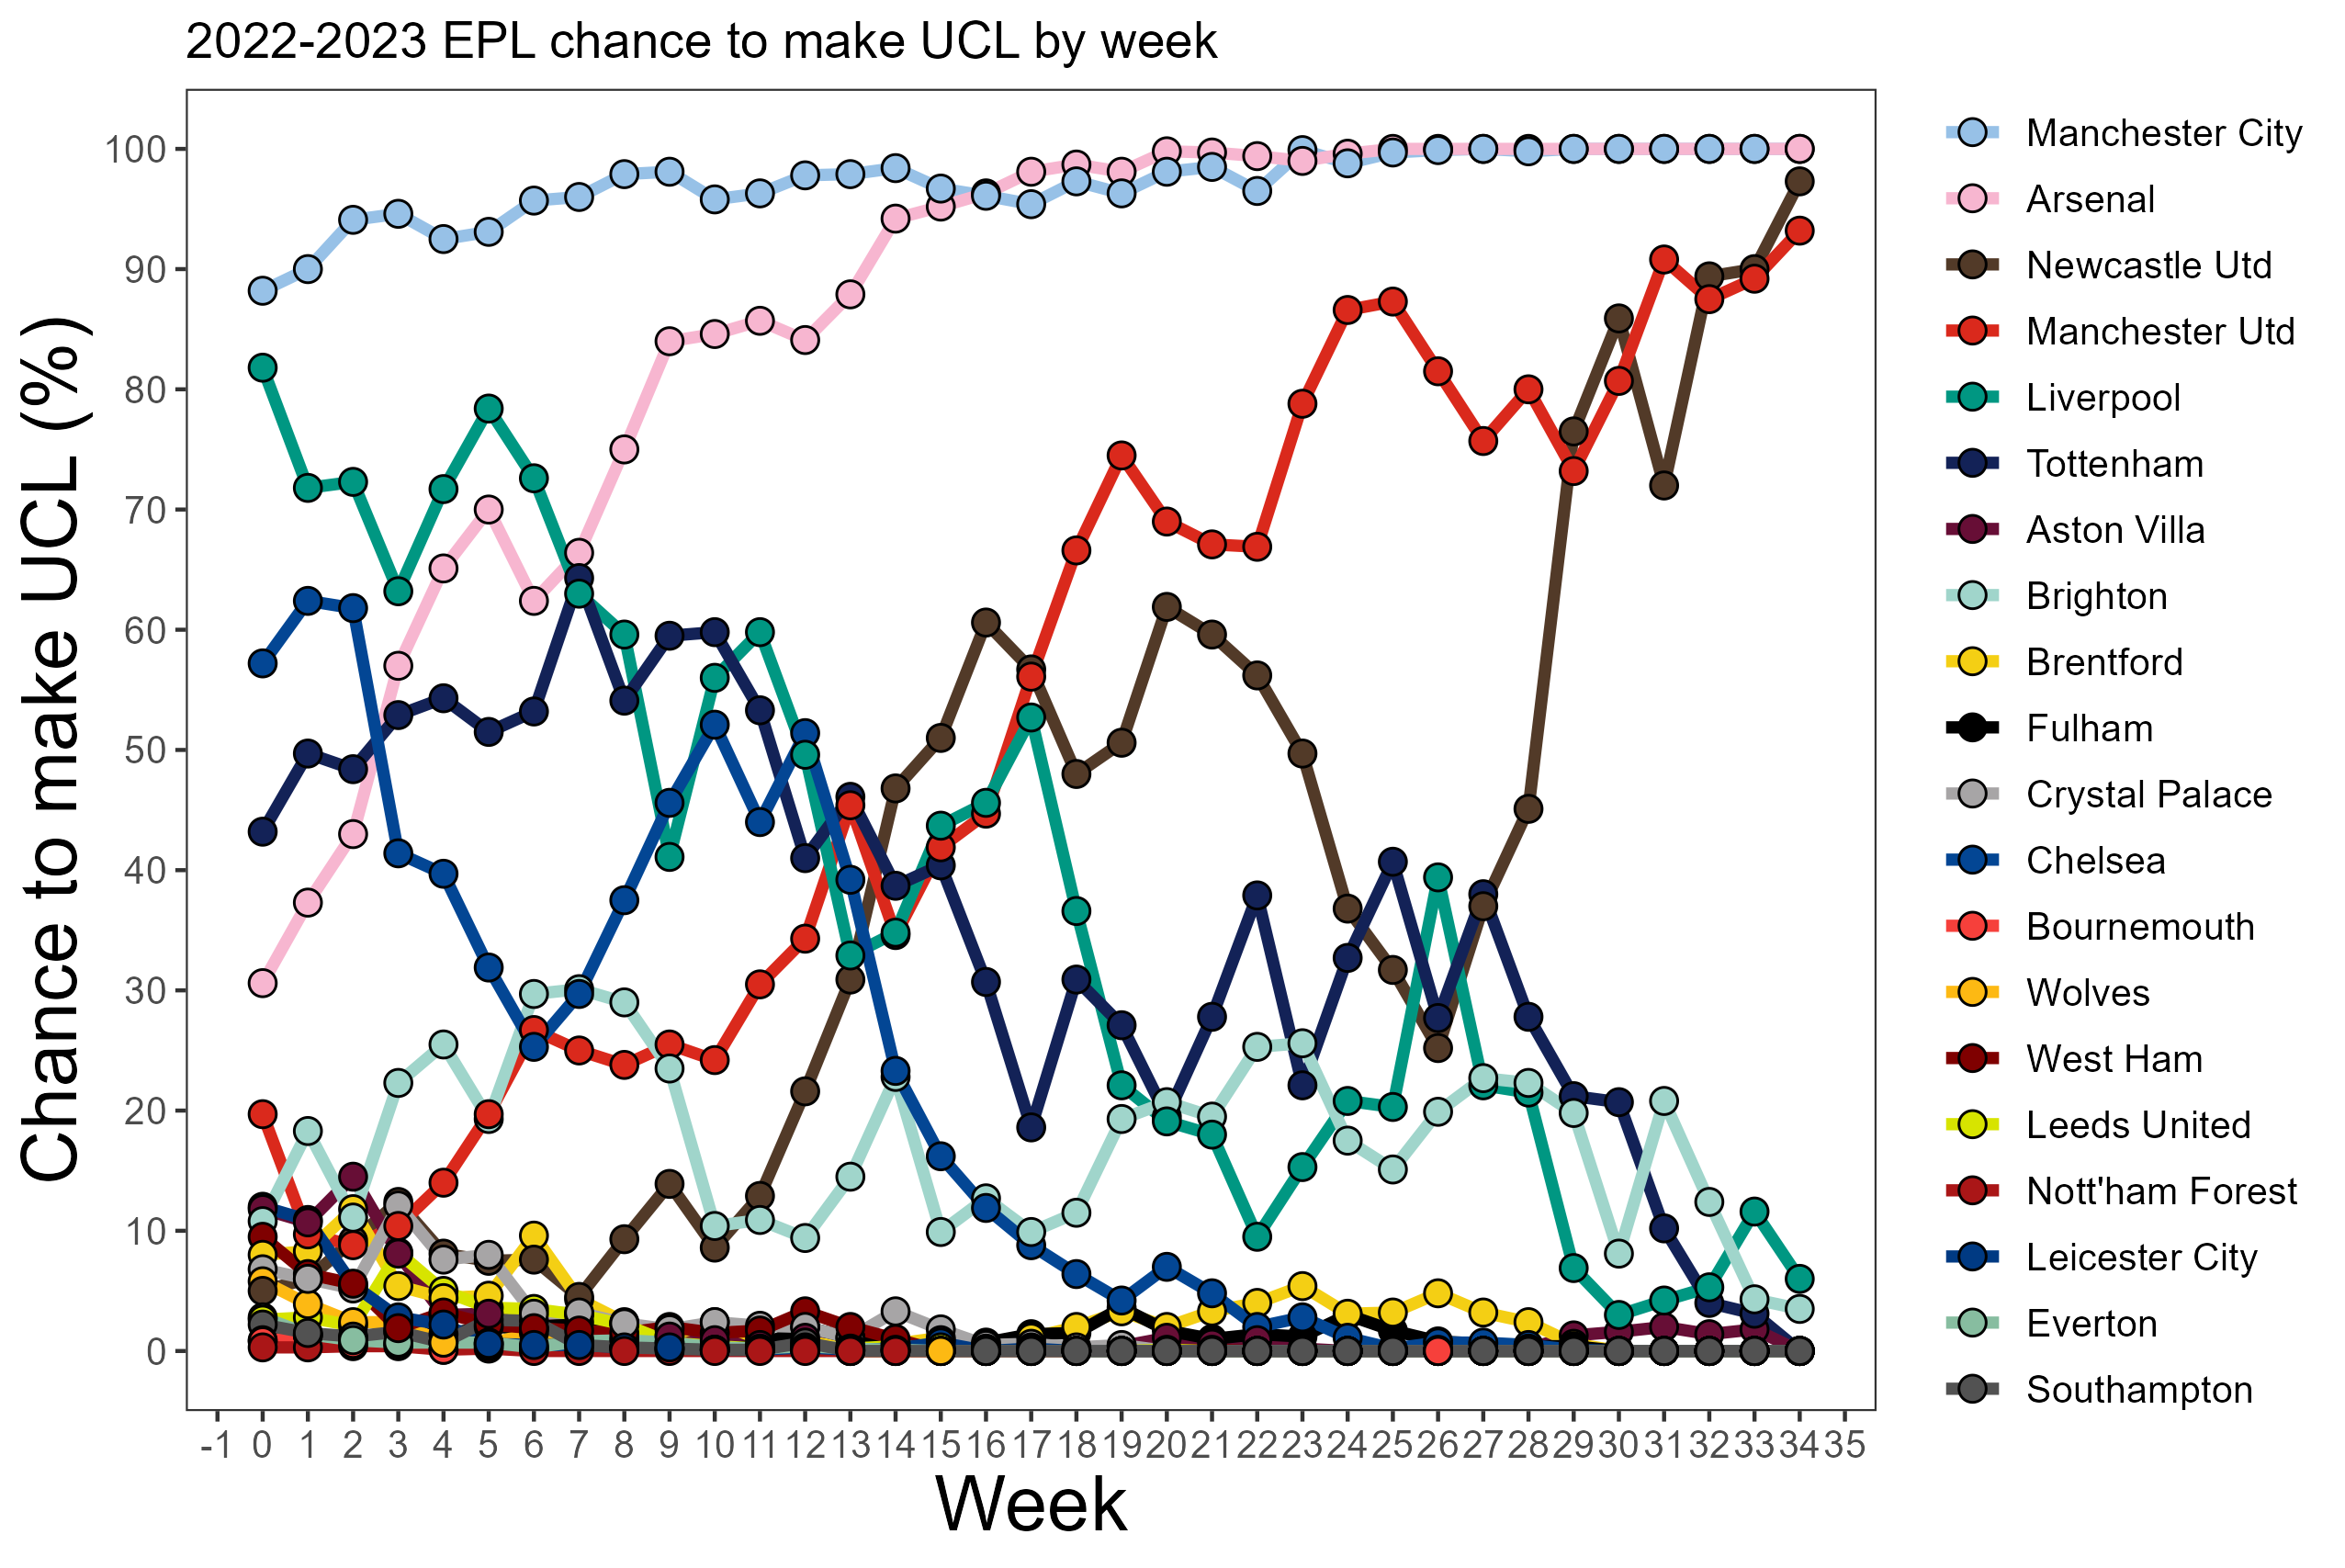 2022-2023 EPL chance to make UCL by week
Chance to make UCL (%)
100
90
80
70
60
50
40
30
20
10
0
-1 0 1 2 3 4 5 6 7 8 9 10 11 12 13 14 15 16 17 18 19 20 21 22 23 24 25 26 27 28 29 30 31 32 33 34 35
Week
Manchester City
Arsenal
Newcastle Utd
Manchester Utd
Liverpool
Tottenham
Aston Villa
Brighton
Brentford
Fulham
Crystal Palace
Chelsea
Bournemouth
Wolves
West Ham
Leeds United
Nott'ham Forest
Leicester City
Everton
Southampton